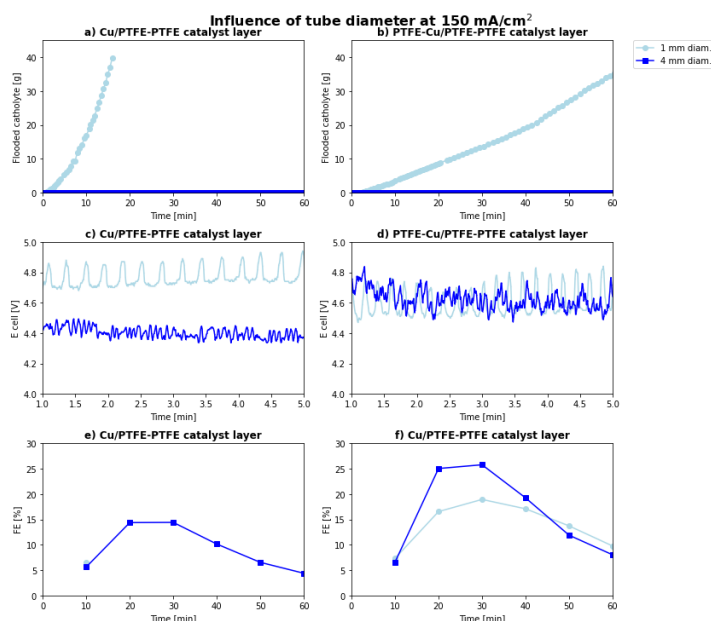 Influence of tube diameter at 150 mA/cm²
a) Cu/PTFE-PTFE catalyst layer
b) PTFE-Cu/PTFE-PTFE catalyst layer
1 mm diam.
4 mm diam.
Flooded catholyte [g]
40
30
20
10
0
0 10 20 30 40 50 60
Time [min]
Flooded catholyte [g]
40
30
20
10
0
0 10 20 30 40 50 60
Time [min]
c) Cu/PTFE-PTFE catalyst layer
d) PTFE-Cu/PTFE-PTFE catalyst layer
E cell [V]
5.0
4.8
4.6
4.4
4.2
4.0
1.0 1.5 2.0 2.5 3.0 3.5 4.0 4.5 5.0
Time [min]
E cell [V]
5.0
4.8
4.6
4.4
4.2
4.0
1.0 1.5 2.0 2.5 3.0 3.5 4.0 4.5 5.0
Time [min]
e) Cu/PTFE-PTFE catalyst layer
f) Cu/PTFE-PTFE catalyst layer
FE [%]
30
25
20
15
10
5
0
0 10 20 30 40 50 60
Time [min]
FE [%]
30
25
20
15
10
5
0
0 10 20 30 40 50 60
Time [min]